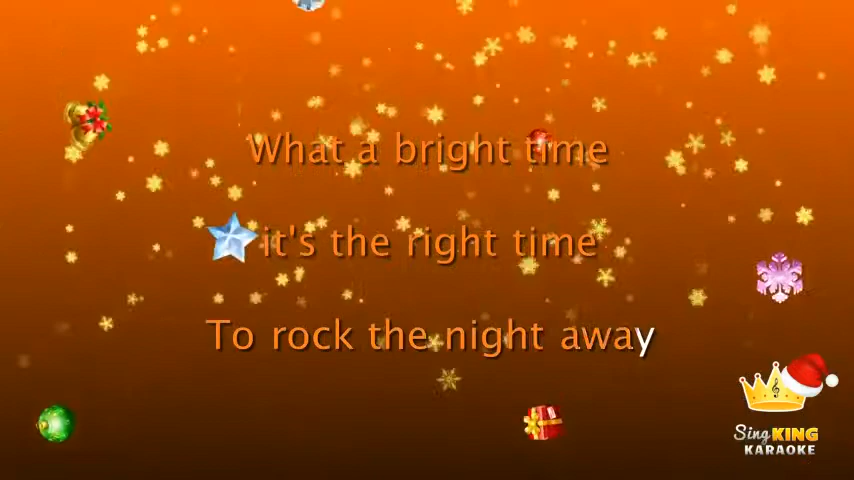 What a bright time
it's the right time
To rock the night away
Sing KING
KARAOKE